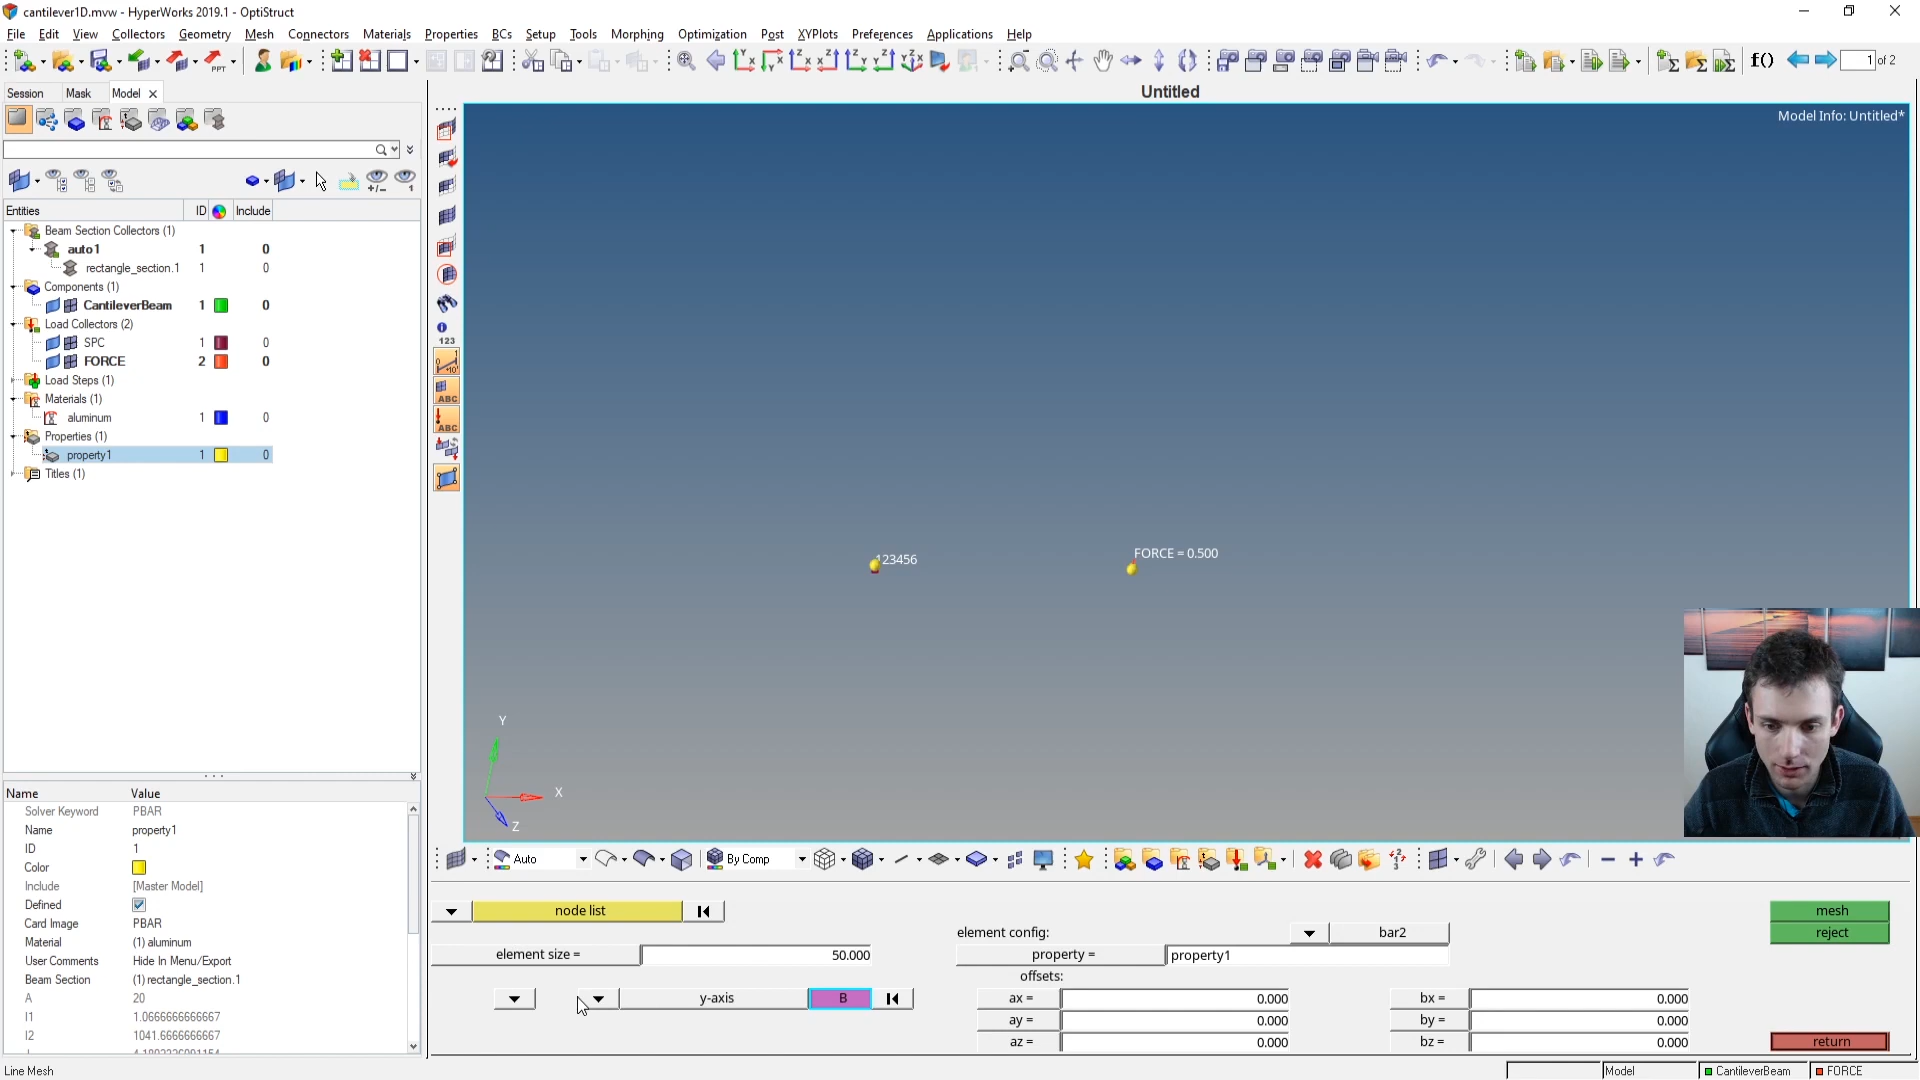 cantilever1D.mvw - HyperWorks 2019.1 - OptiStruct
File Edit View Collectors Geometry Mesh Connectors Materials Properties BCs Setup Tools Morphing Optimization Post XYPlots Preferences Applications Help
1 of 2
Session Mask Model
Untitled
Model Info: Untitled*
Entities ID Include
Beam Section Collectors (1)
auto1 1 0
rectangle_section.1 1 0
Components (1)
CantileverBeam 1 0
Load Collectors (2)
SPC 1 0
FORCE 2 0
Load Steps (1)
Materials (1)
aluminum 1 0
Properties (1)
property1 1 0
Titles (1)
123456
FORCE = 0.500
Y
X
Z
Name Value
Solver Keyword PBAR
Name property1
ID 1
Color
Include [Master Model]
Defined
Card Image PBAR
Material (1) aluminum
User Comments Hide In Menu/Export
Beam Section (1) rectangle_section.1
A 20
I1 1.0666666666667
I2 1041.6666666667
Auto By Comp
node list
element size = 50.000
y-axis B
element config: bar2
property = property1
offsets:
ax = 0.000 bx = 0.000
ay = 0.000 by = 0.000
az = 0.000 bz = 0.000
mesh
reject
return
Line Mesh
Model CantileverBeam FORCE